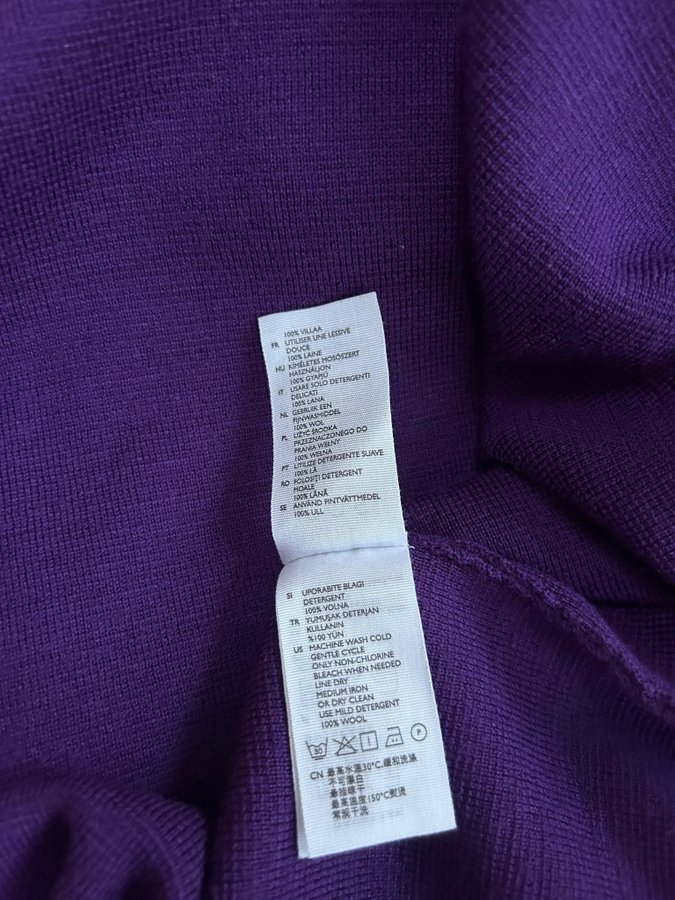 100% VILLAA
FR UTILISER UNE LESSIVE
DOUCE
100% LAINE
HU KÍMÉLETES MOSÓSZERT
HASZNÁLJON
100% GYAPJÚ
IT USARE SOLO DETERGENTI
DELICATI
100% LANA
NL GEBRUIK EEN
FIJNWASMIDDEL
100% WOL
PL UŻYĆ ŚRODKA
PRZEZNACZONEGO DO
PRANIA WEŁNY
100% WEŁNA
PT UTILIZE DETERGENTE SUAVE
100% LÃ
RO FOLOSIȚI DETERGENT
MOALE
100% LÂNĂ
SE ANVÄND FINTVÄTTMEDEL
100% ULL
SI UPORABITE BLAGI
DETERGENT
100% VOLNA
TR YUMUŞAK DETERJAN
KULLANIN
%100 YÜN
US MACHINE WASH COLD
GENTLE CYCLE
ONLY NON-CHLORINE
BLEACH WHEN NEEDED
LINE DRY
MEDIUM IRON
OR DRY CLEAN
USE MILD DETERGENT
100% WOOL
30 P
CN 最高水温30°C,缓和洗涤
不可漂白
悬挂晾干
最高温度150°C熨烫
常规干洗